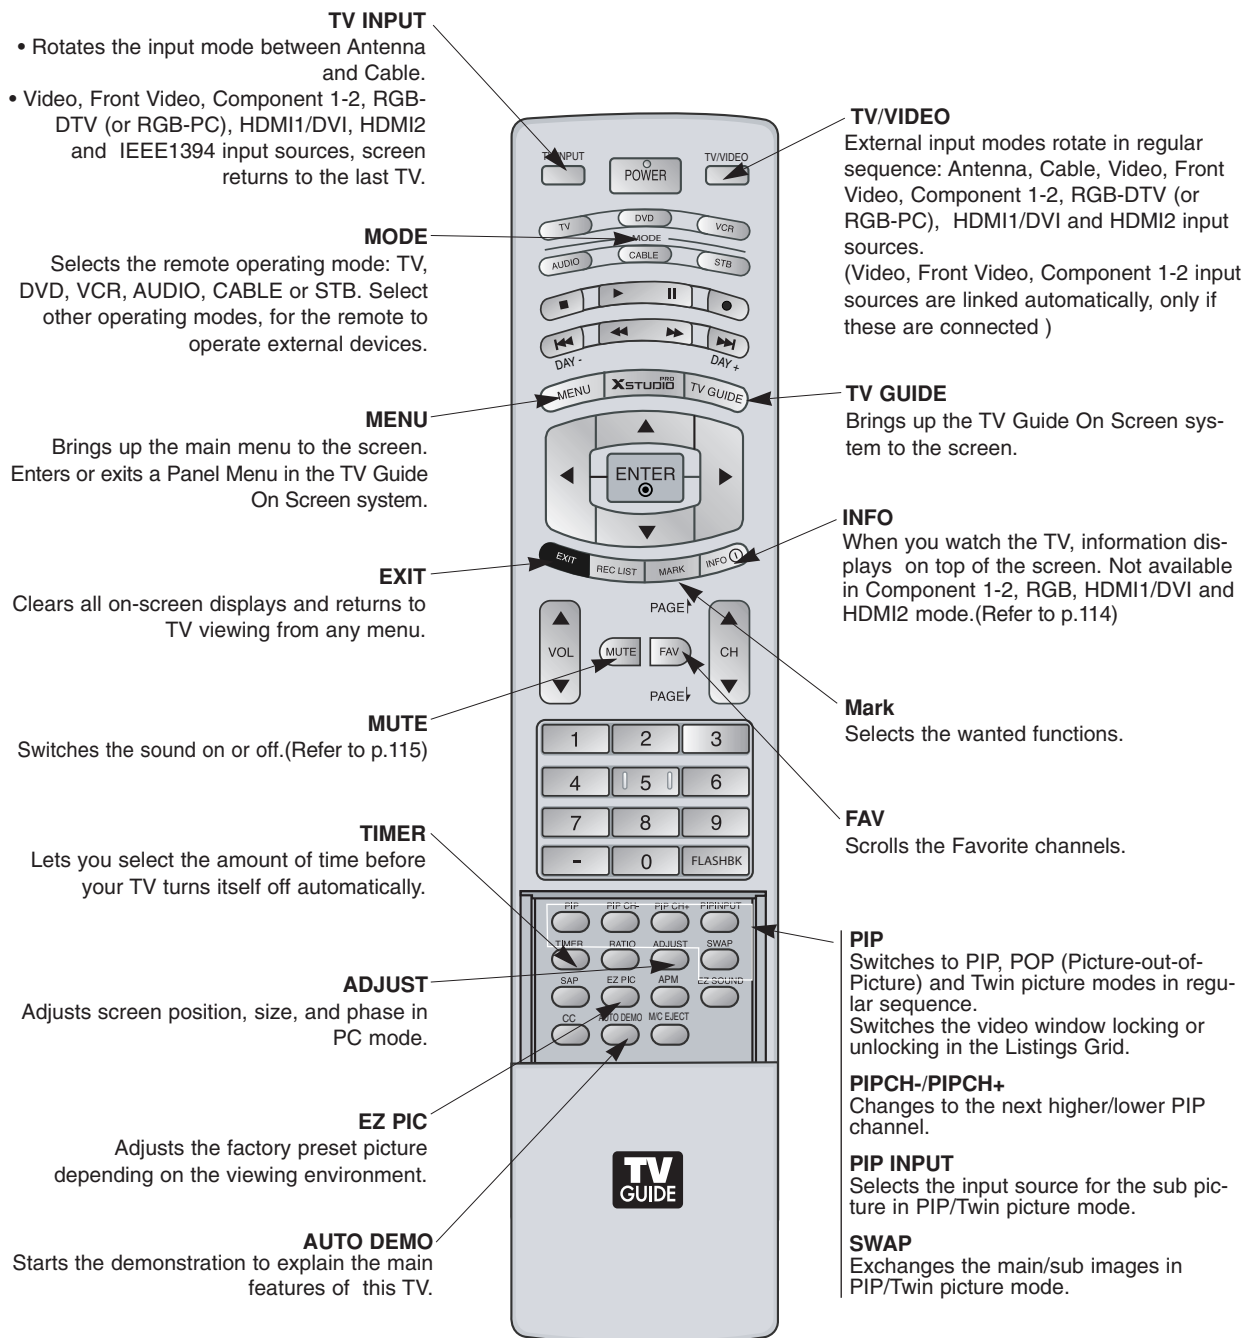 TV INPUT
• Rotates the input mode between Antenna
and Cable.
• Video, Front Video, Component 1-2, RGB-
DTV (or RGB-PC), HDMI1/DVI, HDMI2
and IEEE1394 input sources, screen
returns to the last TV.
MODE
Selects the remote operating mode: TV,
DVD, VCR, AUDIO, CABLE or STB. Select
other operating modes, for the remote to
operate external devices.
MENU
Brings up the main menu to the screen.
Enters or exits a Panel Menu in the TV Guide
On Screen system.
EXIT
Clears all on-screen displays and returns to
TV viewing from any menu.
MUTE
Switches the sound on or off.(Refer to p.115)
TIMER
Lets you select the amount of time before
your TV turns itself off automatically.
ADJUST
Adjusts screen position, size, and phase in
PC mode.
EZ PIC
Adjusts the factory preset picture
depending on the viewing environment.
AUTO DEMO
Starts the demonstration to explain the main
features of this TV.
TV INPUT
POWER
TV/VIDEO
TV
DVD
VCR
MODE
AUDIO
CABLE
STB
DAY -
DAY +
MENU
XSTUDIO PRO
TV GUIDE
ENTER
EXIT
REC LIST
MARK
INFO i
PAGE
VOL
MUTE
FAV
CH
PAGE
1 2 3
4 5 6
7 8 9
- 0 FLASHBK
PIP PIP CH- PIP CH+ PIPINPUT
TIMER RATIO ADJUST SWAP
SAP EZ PIC APM EZ SOUND
CC AUTO DEMO M/C EJECT
TV
GUIDE
TV/VIDEO
External input modes rotate in regular
sequence: Antenna, Cable, Video, Front
Video, Component 1-2, RGB-DTV (or
RGB-PC), HDMI1/DVI and HDMI2 input
sources.
(Video, Front Video, Component 1-2 input
sources are linked automatically, only if
these are connected )
TV GUIDE
Brings up the TV Guide On Screen sys-
tem to the screen.
INFO
When you watch the TV, information dis-
plays on top of the screen. Not available
in Component 1-2, RGB, HDMI1/DVI and
HDMI2 mode.(Refer to p.114)
Mark
Selects the wanted functions.
FAV
Scrolls the Favorite channels.
PIP
Switches to PIP, POP (Picture-out-of-
Picture) and Twin picture modes in regu-
lar sequence.
Switches the video window locking or
unlocking in the Listings Grid.
PIPCH-/PIPCH+
Changes to the next higher/lower PIP
channel.
PIP INPUT
Selects the input source for the sub pic-
ture in PIP/Twin picture mode.
SWAP
Exchanges the main/sub images in
PIP/Twin picture mode.